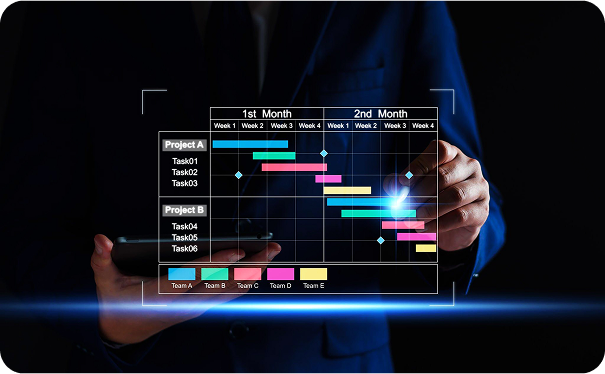 1st Month 2nd Month
Week 1 Week 2 Week 3 Week 4 Week 1 Week 2 Week 3 Week 4
Project A
Task01
Task02
Task03
Project B
Task04
Task05
Task06
Team A Team B Team C Team D Team E